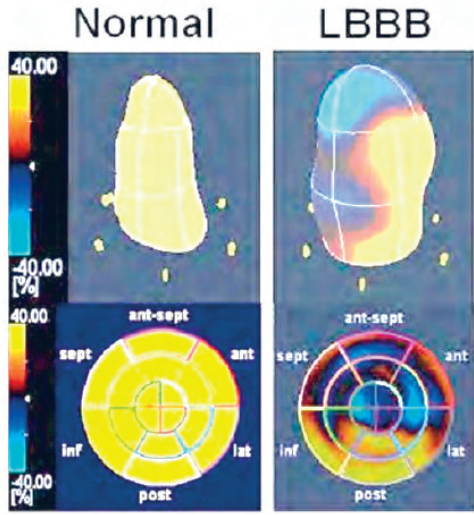 Normal
LBBB
40.00
-40.00
[%]
40.00
-40.00
[%]
ant-sept
sept
ant
inf
lat
post
ant-sept
sept
ant
inf
lat
post